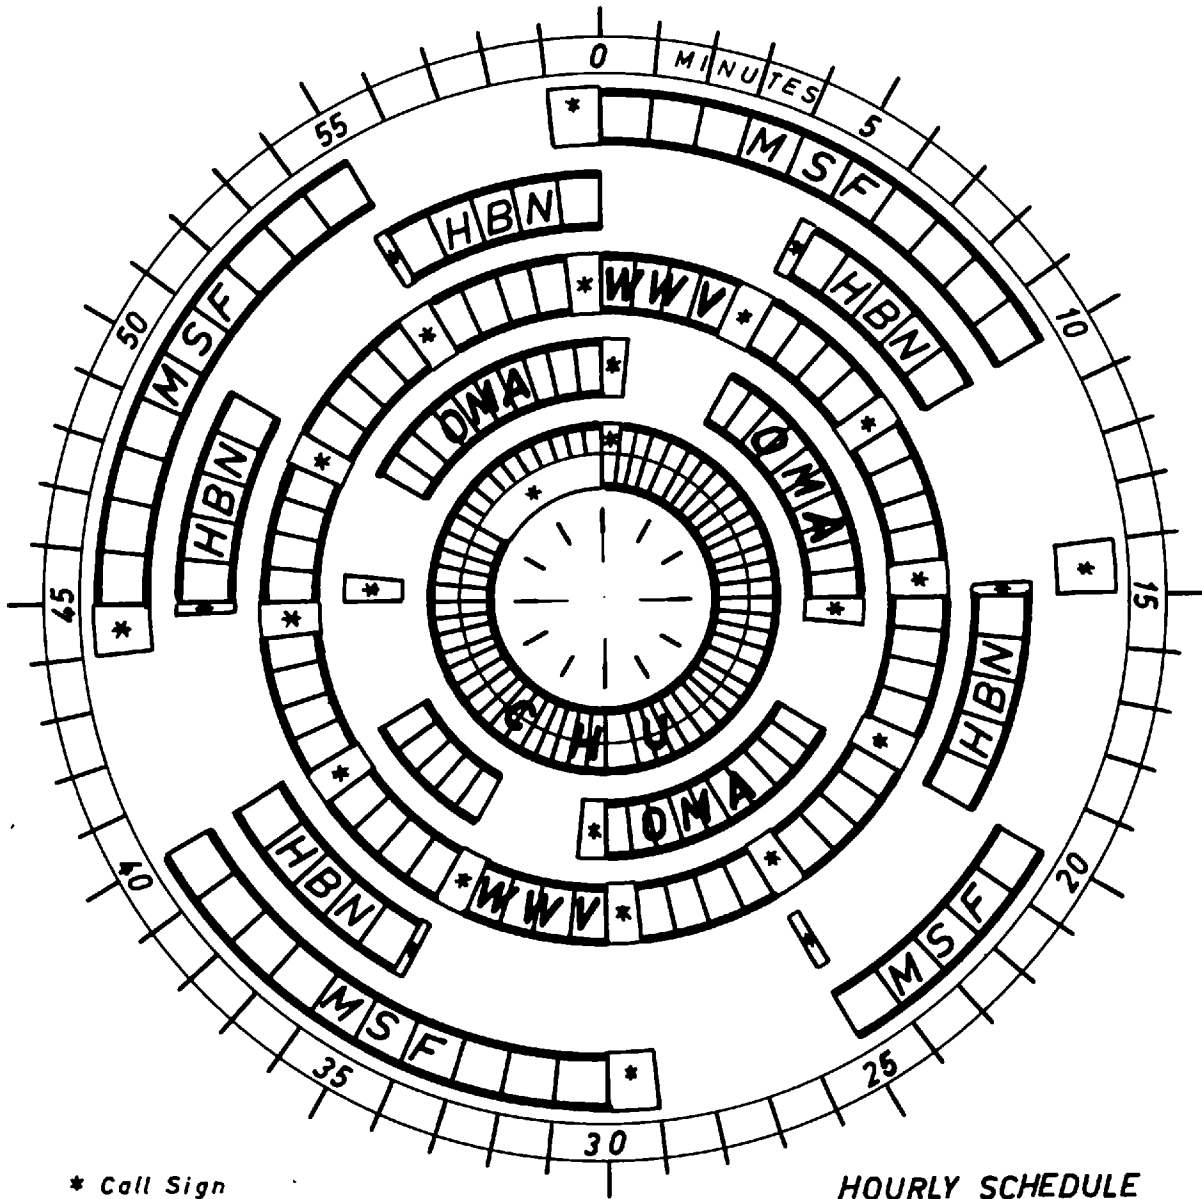 0
MINUTES
5
10
15
20
25
30
35
40
45
50
55
MSF
MSF
MSF
MSF
HBN
HBN
HBN
HBN
HBN
WWV
WWV
OMA
OMA
OMA
CHU
* Call Sign
HOURLY SCHEDULE